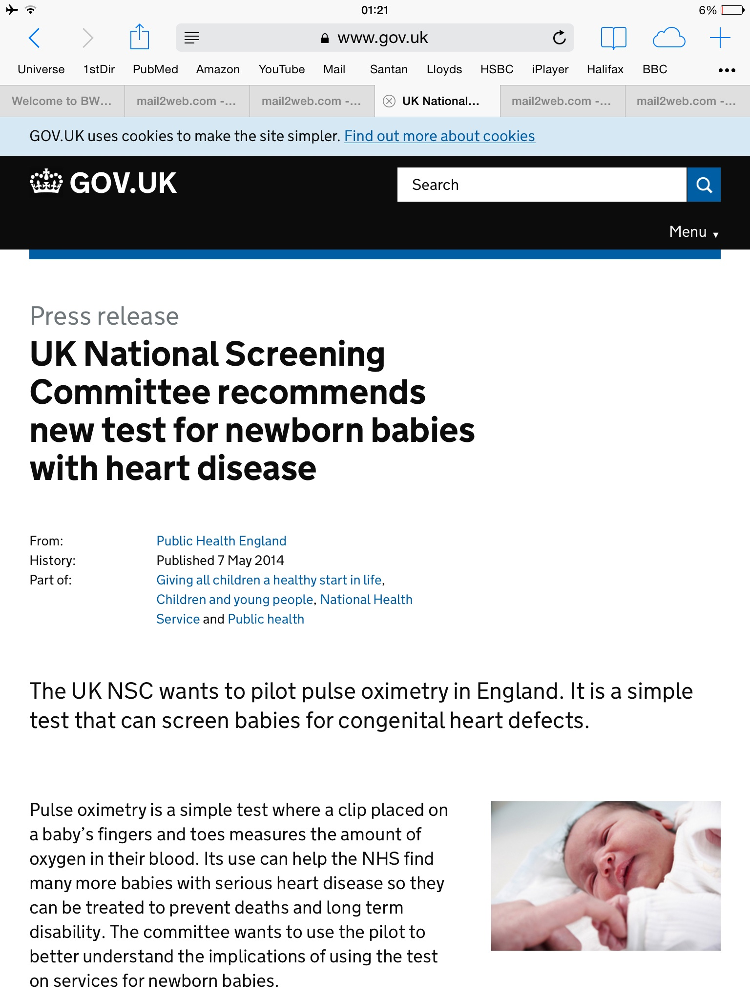 01:21
6%
www.gov.uk
Universe 1stDir PubMed Amazon YouTube Mail Santan Lloyds HSBC iPlayer Halifax BBC
Welcome to BW... mail2web.com -... mail2web.com -... UK National... mail2web.com -... mail2web.com -...
GOV.UK uses cookies to make the site simpler. Find out more about cookies
GOV.UK
Search
Menu
Press release
UK National Screening
Committee recommends
new test for newborn babies
with heart disease
From: Public Health England
History: Published 7 May 2014
Part of: Giving all children a healthy start in life,
Children and young people, National Health
Service and Public health
The UK NSC wants to pilot pulse oximetry in England. It is a simple
test that can screen babies for congenital heart defects.
Pulse oximetry is a simple test where a clip placed on
a baby’s fingers and toes measures the amount of
oxygen in their blood. Its use can help the NHS find
many more babies with serious heart disease so they
can be treated to prevent deaths and long term
disability. The committee wants to use the pilot to
better understand the implications of using the test
on services for newborn babies.